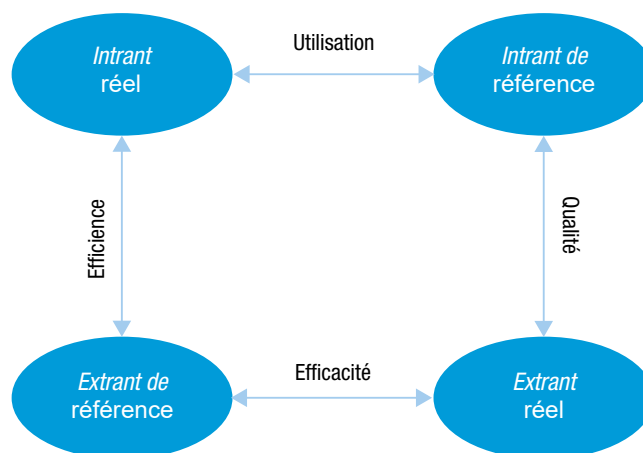 Intrant
réel
Utilisation
Intrant de
référence
Efficience
Qualité
Extrant de
référence
Efficacité
Extrant
réel